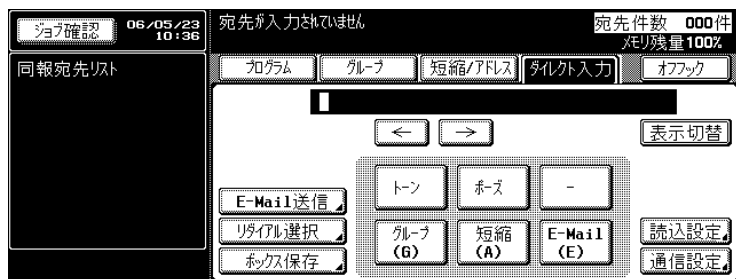 ジョブ確認
06/05/23
10:36
宛先が入力されていません
宛先件数 000件
メモリ残量100%
同報宛先リスト
プログラム
グループ
短縮/アドレス
ダイレクト入力
オフフック
←
→
表示切替
トーン
ポーズ
-
E-Mail送信
リダイアル選択
ボックス保存
グループ
(G)
短縮
(A)
E-Mail
(E)
読込設定
通信設定